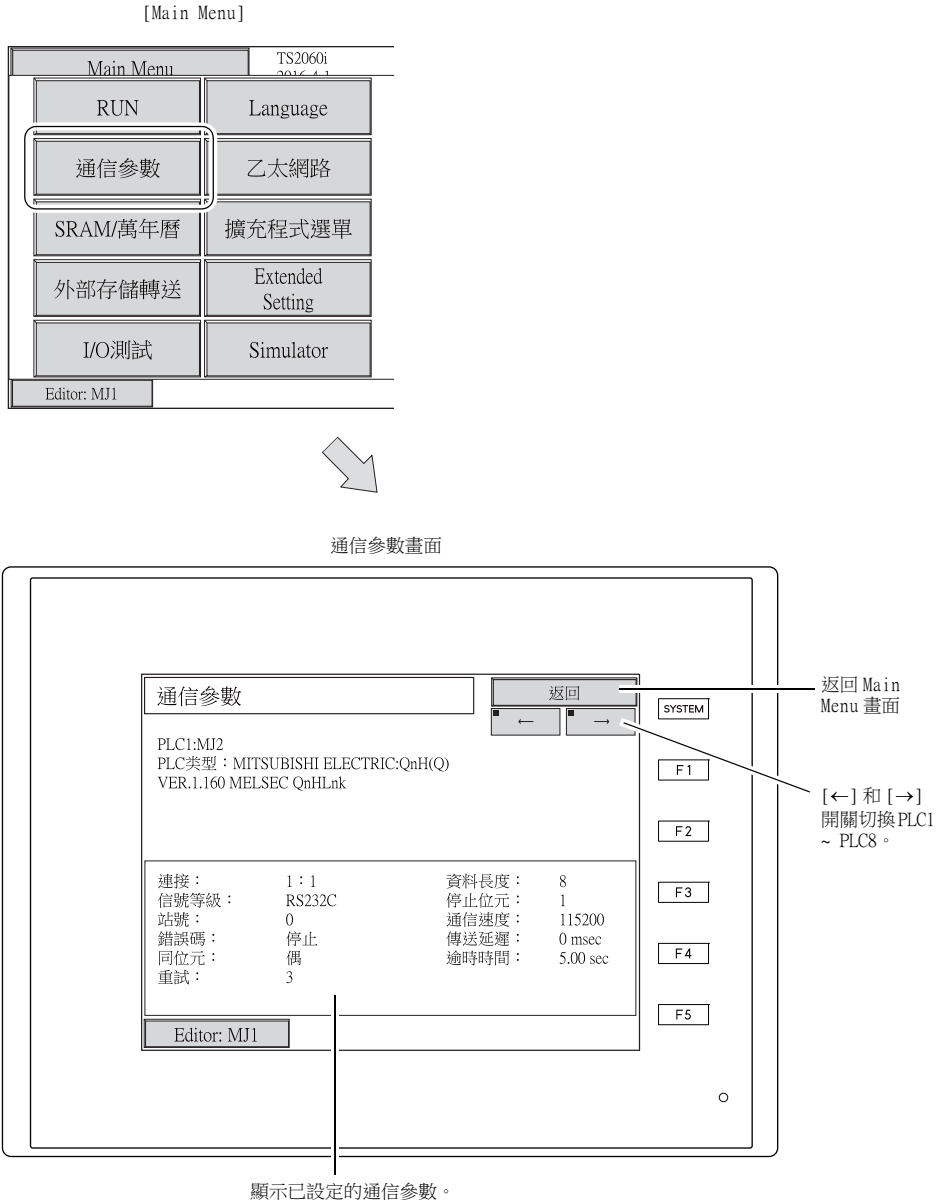 [Main Menu]
Main Menu
TS2060i
2016-4-1
RUN
Language
通信參數
乙太網路
SRAM/萬年曆
擴充程式選單
外部存儲轉送
Extended
Setting
I/O測試
Simulator
Editor: MJ1
通信參數畫面
通信參數
返回
← →
返回 Main
Menu 畫面
SYSTEM
PLC1:MJ2
PLC类型：MITSUBISHI ELECTRIC:QnH(Q)
VER.1.160 MELSEC QnHLnk
F1
[←] 和 [→]
開關切換 PLC1
~ PLC8。
F2
連接： 1：1 資料長度： 8
信號等級： RS232C 停止位元： 1
站號： 0 通信速度： 115200
錯誤碼： 停止 傳送延遲： 0 msec
同位元： 偶 逾時時間： 5.00 sec
重試： 3
F3
F4
F5
Editor: MJ1
顯示已設定的通信參數。